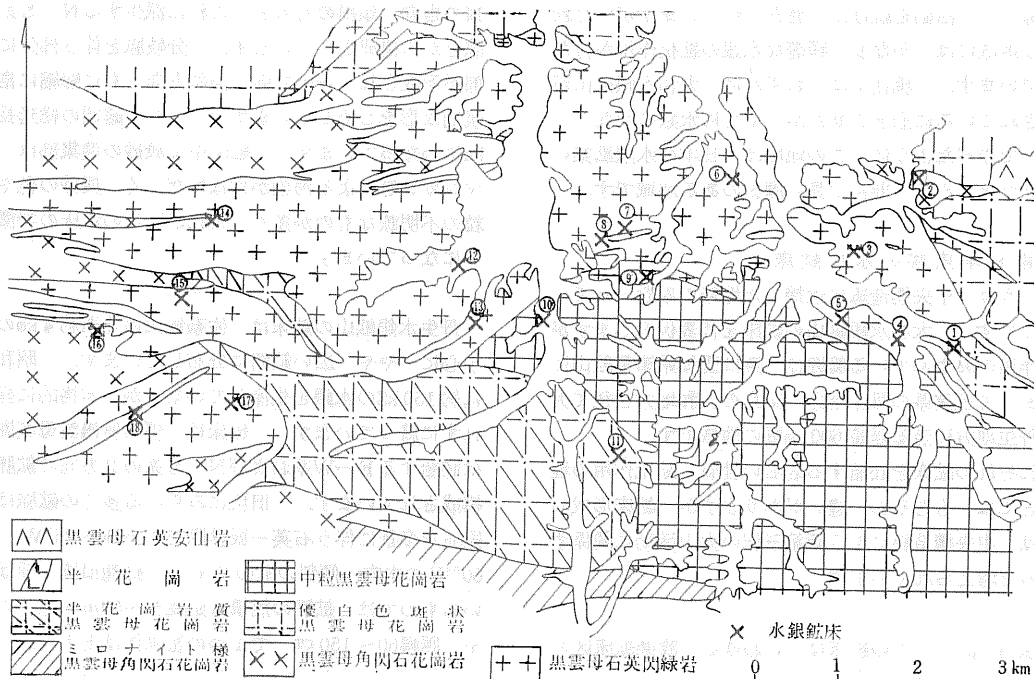 ⑥
②
⑦
⑭
⑧
③
⑫
⑨
⑮
⑬
⑩
⑤
④
①
⑯
⑰
⑱
⑪
黒雲母石英安山岩
半花崗岩
中粒黒雲母花崗岩
半花崗岩質
黒雲母花崗岩
優白色斑状
黒雲母花崗岩
水銀鉱床
ミロナイト様
黒雲母角閃石花崗岩
黒雲母角閃石花崗岩
黒雲母石英閃緑岩
0 1 2 3km